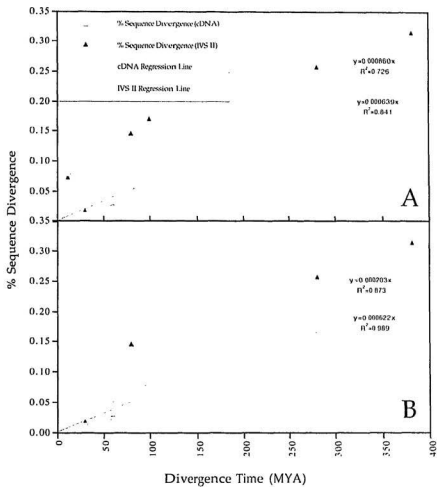 0.35
% Sequence Divergence (cDNA)
0.30
% Sequence Divergence (IVS II)
cDNA Regression Line
0.25
y=0.000860x
R²=0.726
IVS II Regression Line
0.20
y=0.000639x
R²=0.841
0.15
0.10
A
0.05
0.35
0.30
0.25
y=0.000703x
R²=0.873
0.20
y=0.000622x
R²=0.989
0.15
0.10
B
0.05
0.00
0 50 100 150 200 250 300 350 400
Divergence Time (MYA)
% Sequence Divergence